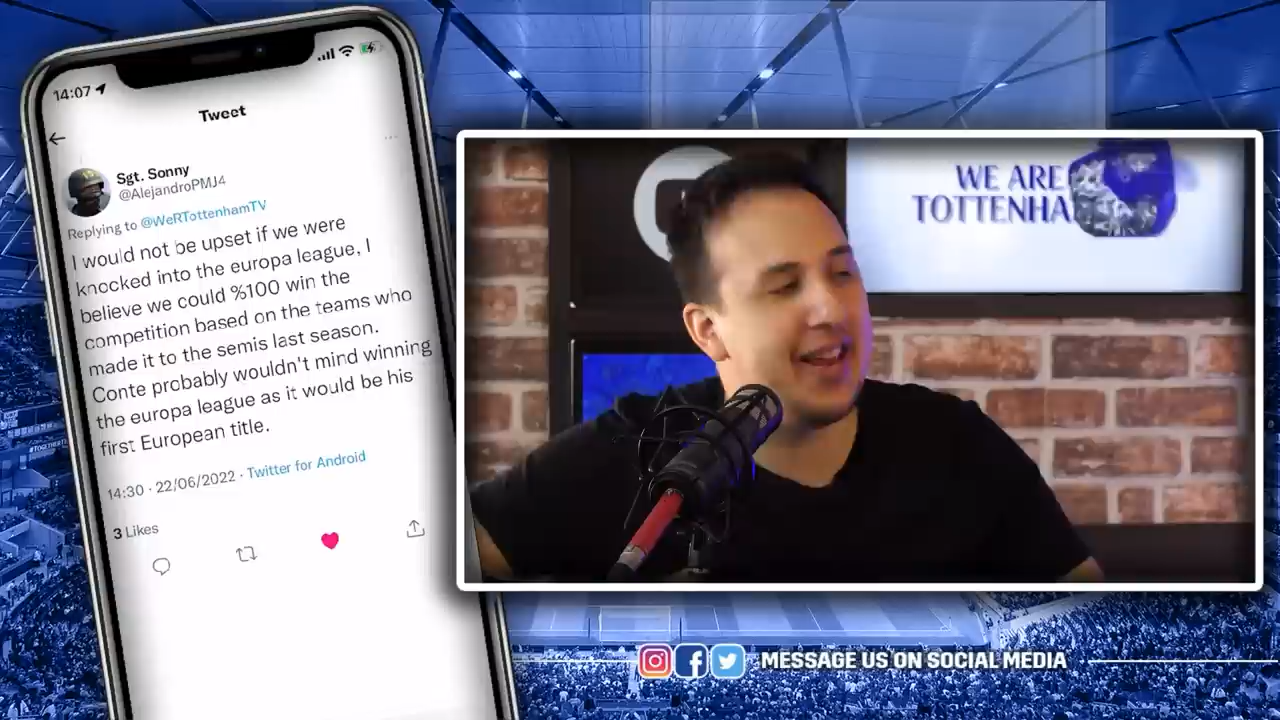 14:07
Tweet
Sgt. Sonny
@AlejandroPMJ4
Replying to @WeRTottenhamTV
I would not be upset if we were
knocked into the europa league, I
believe we could %100 win the
competition based on the teams who
made it to the semis last season.
Conte probably wouldn't mind winning
the europa league as it would be his
first European title.
14:30 · 22/06/2022 · Twitter for Android
3 Likes
WE ARE
TOTTENHA
MESSAGE US ON SOCIAL MEDIA